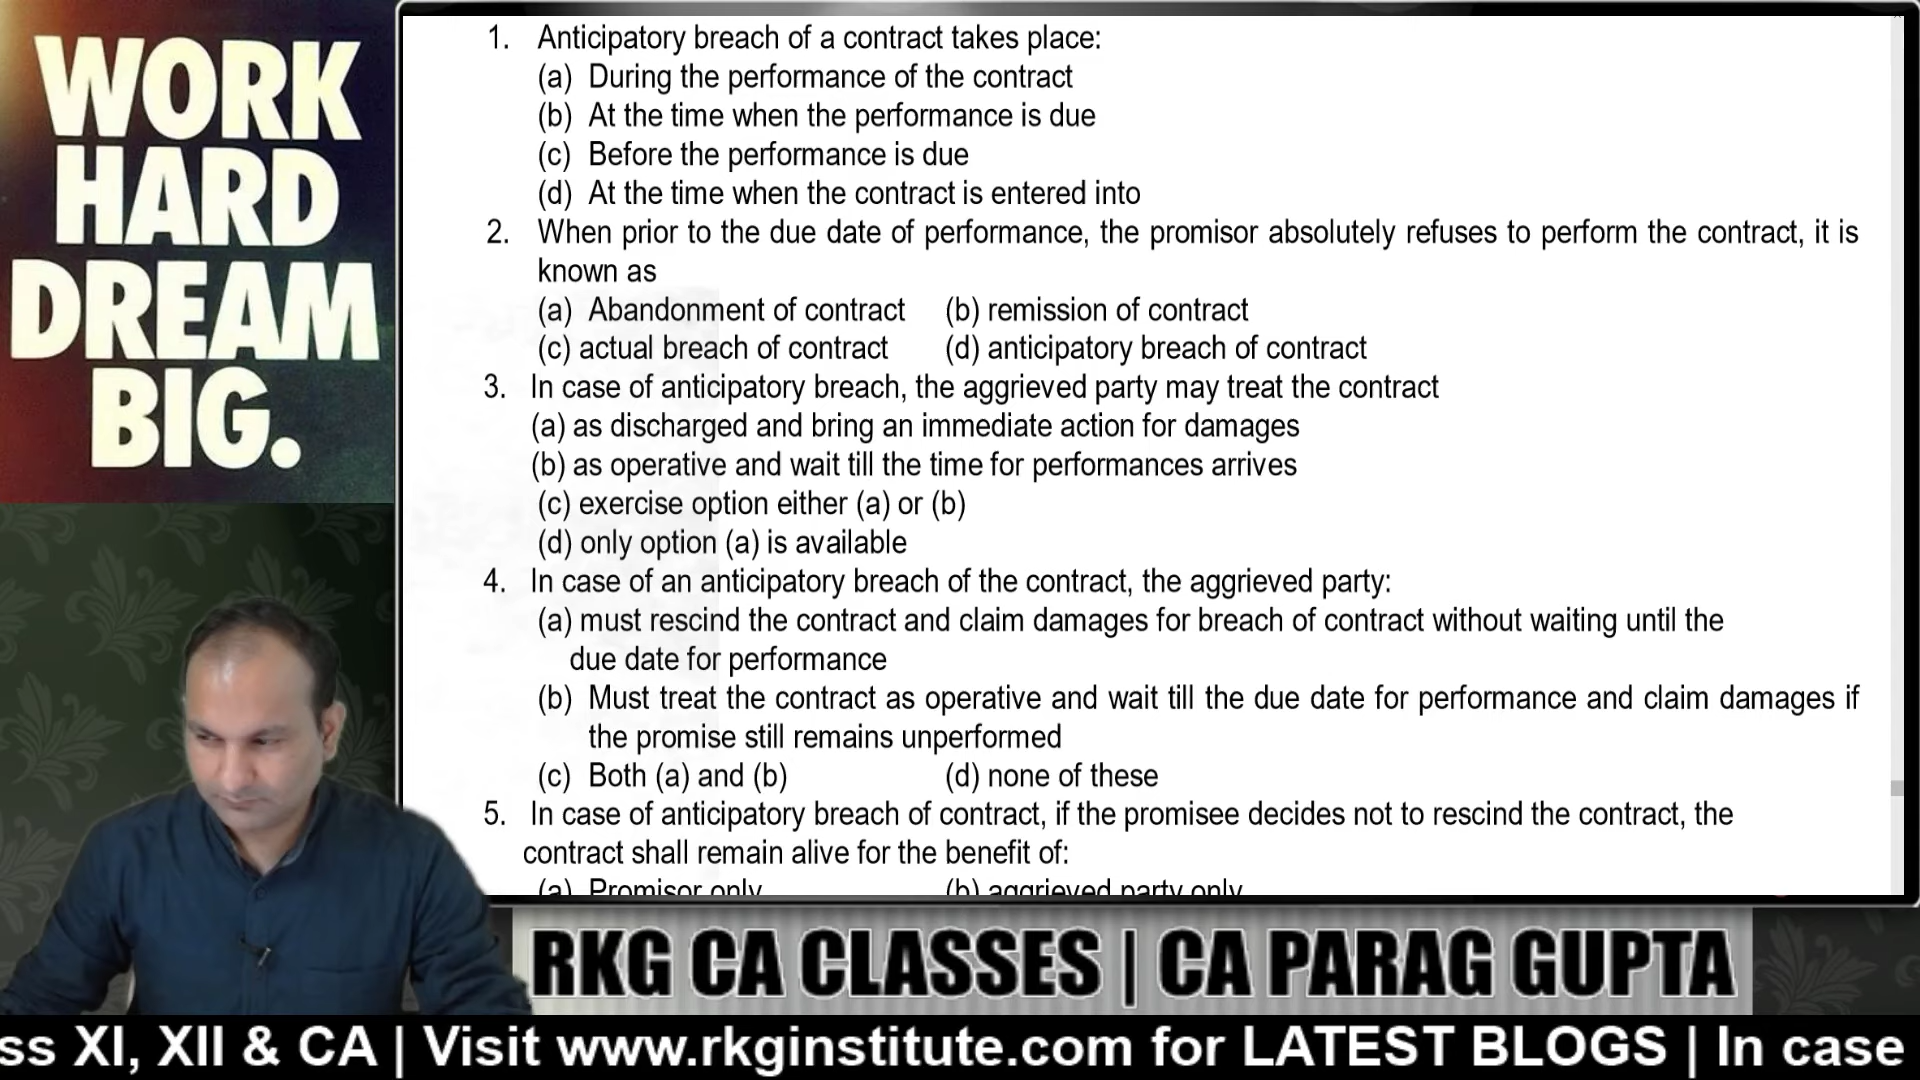 WORK
HARD
DREAM
BIG.
1. Anticipatory breach of a contract takes place:
(a) During the performance of the contract
(b) At the time when the performance is due
(c) Before the performance is due
(d) At the time when the contract is entered into
2. When prior to the due date of performance, the promisor absolutely refuses to perform the contract, it is
known as
(a) Abandonment of contract (b) remission of contract
(c) actual breach of contract (d) anticipatory breach of contract
3. In case of anticipatory breach, the aggrieved party may treat the contract
(a) as discharged and bring an immediate action for damages
(b) as operative and wait till the time for performances arrives
(c) exercise option either (a) or (b)
(d) only option (a) is available
4. In case of an anticipatory breach of the contract, the aggrieved party:
(a) must rescind the contract and claim damages for breach of contract without waiting until the
due date for performance
(b) Must treat the contract as operative and wait till the due date for performance and claim damages if
the promise still remains unperformed
(c) Both (a) and (b) (d) none of these
5. In case of anticipatory breach of contract, if the promisee decides not to rescind the contract, the
contract shall remain alive for the benefit of:
(a) Promisor only (b) aggrieved party only
RKG CA CLASSES | CA PARAG GUPTA
ss XI, XII & CA | Visit www.rkginstitute.com for LATEST BLOGS | In case